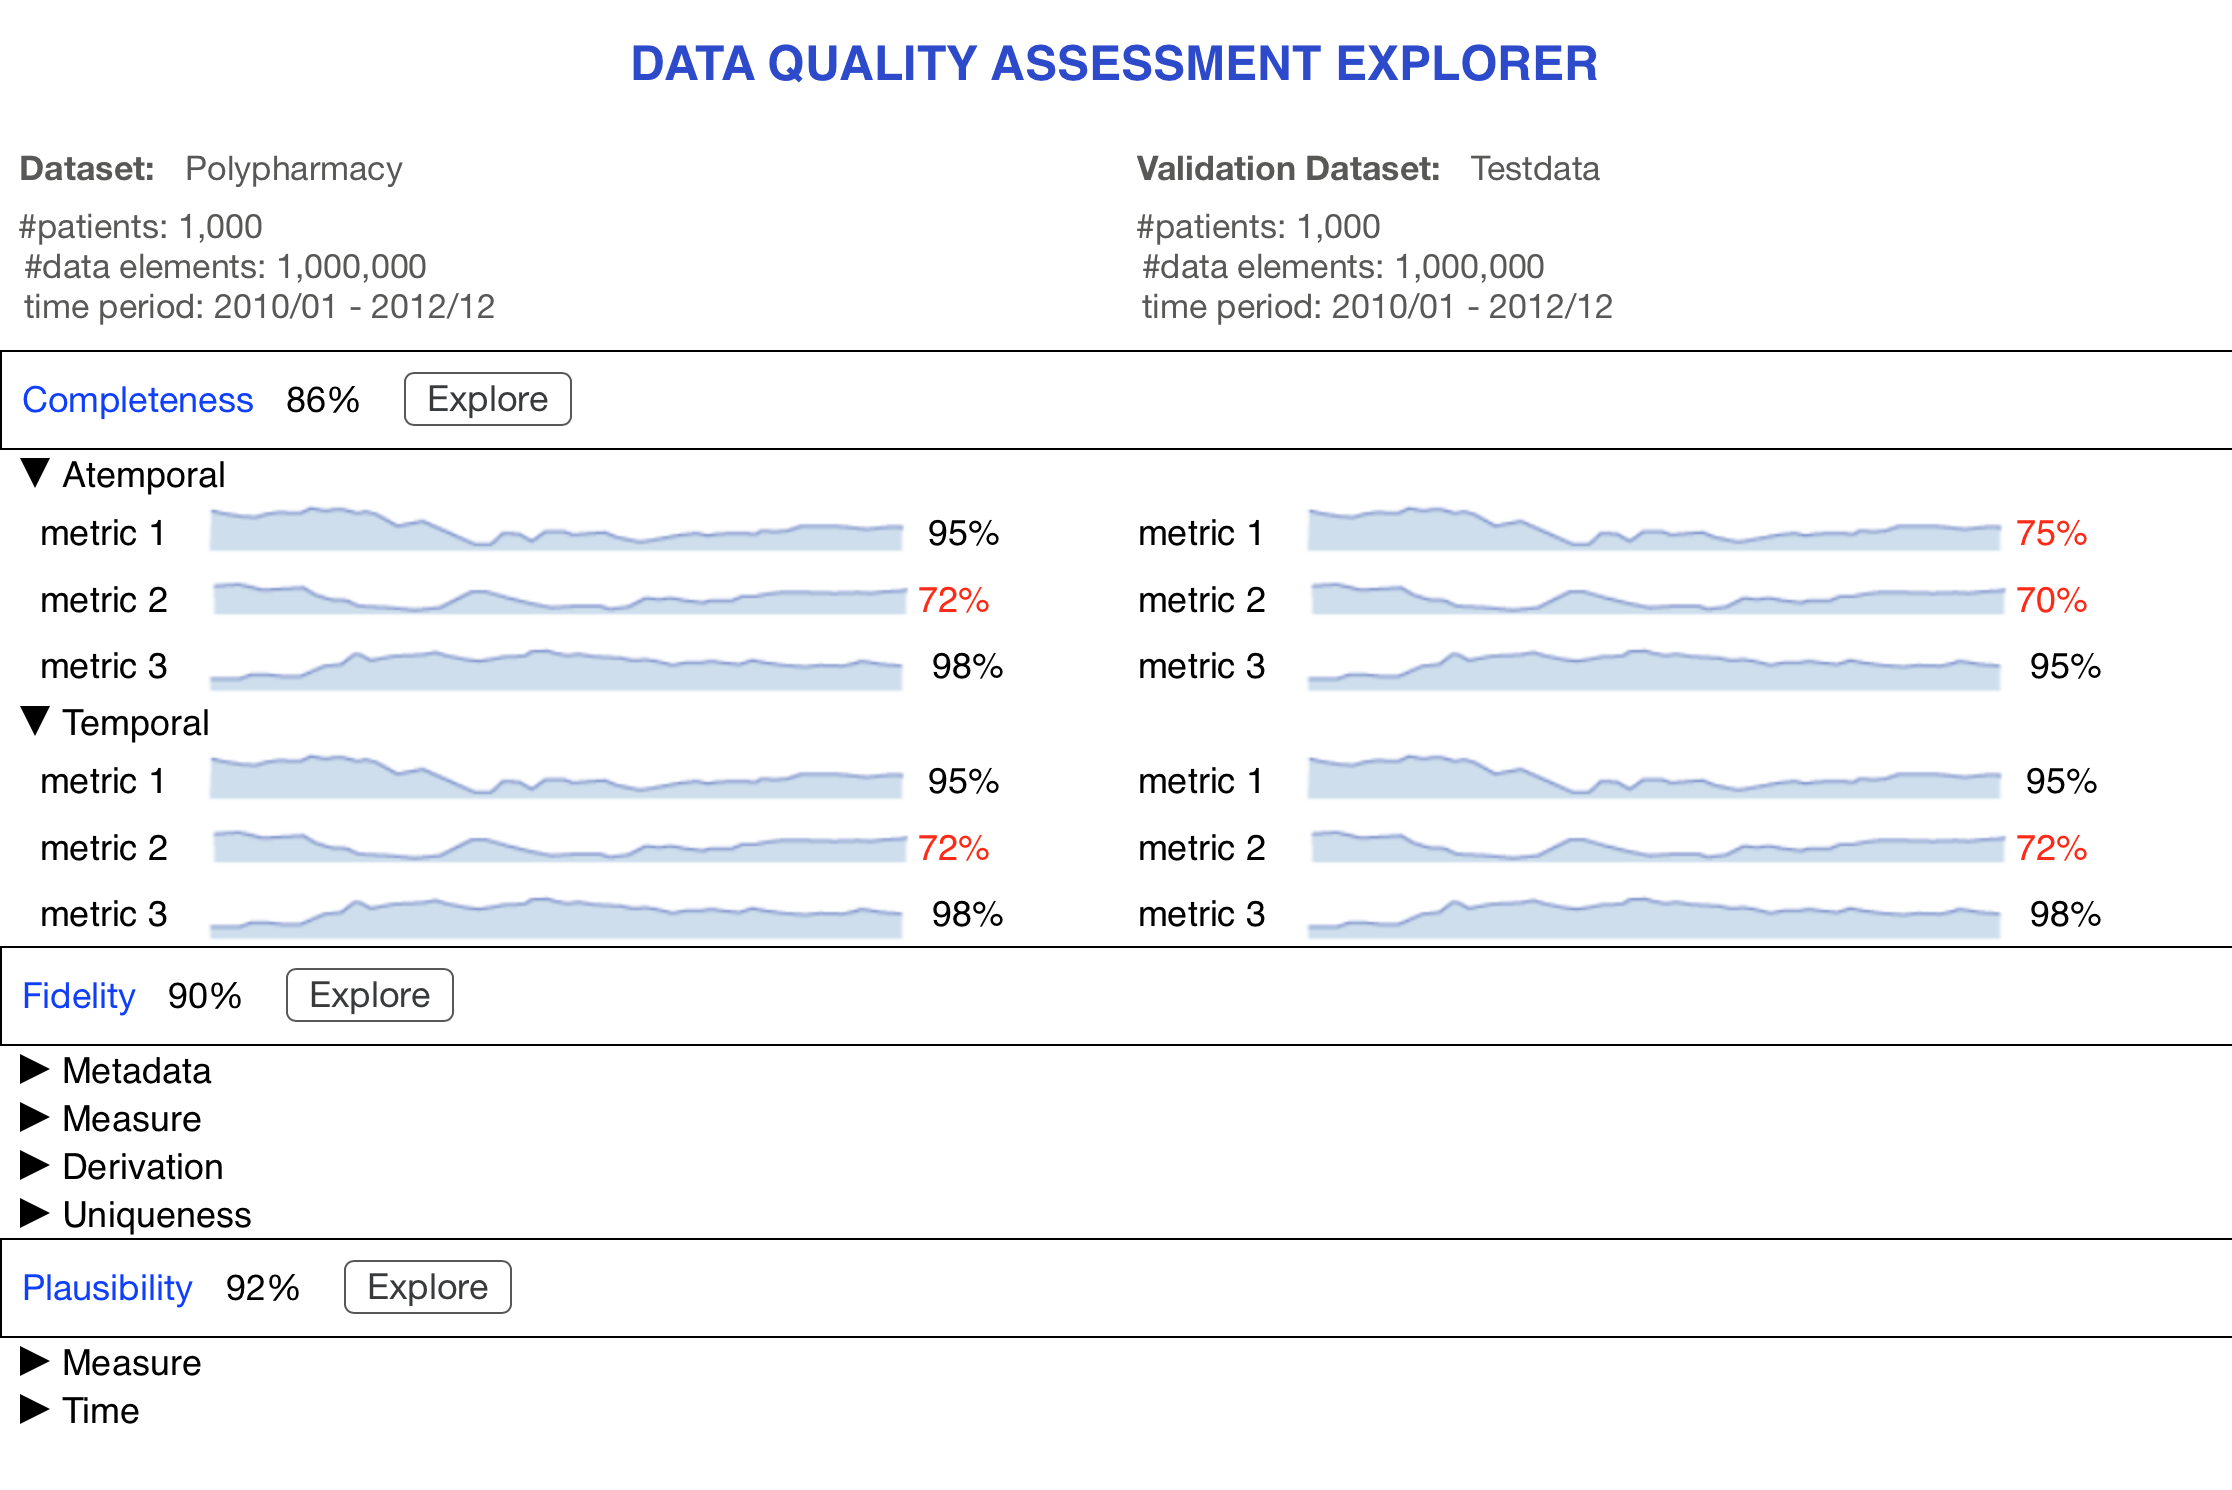 DATA QUALITY ASSESSMENT EXPLORER
Dataset: Polypharmacy
#patients: 1,000
#data elements: 1,000,000
time period: 2010/01 - 2012/12
Validation Dataset: Testdata
#patients: 1,000
#data elements: 1,000,000
time period: 2010/01 - 2012/12
Completeness 86% Explore
Atemporal
metric 1 95% metric 1 75%
metric 2 72% metric 2 70%
metric 3 98% metric 3 95%
Temporal
metric 1 95% metric 1 95%
metric 2 72% metric 2 72%
metric 3 98% metric 3 98%
Fidelity 90% Explore
Metadata
Measure
Derivation
Uniqueness
Plausibility 92% Explore
Measure
Time